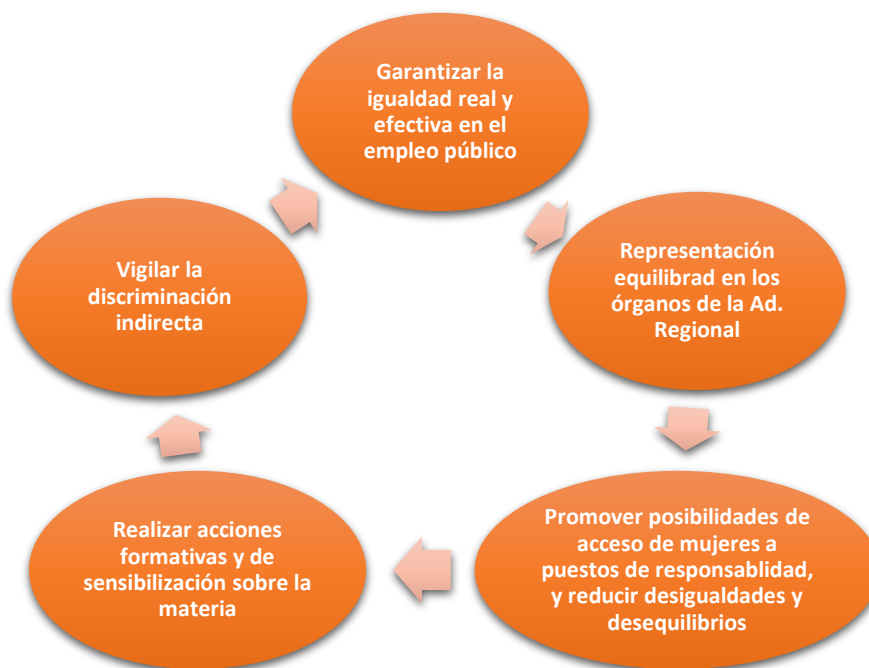 Garantizar la
igualdad real y
efectiva en el
empleo público
Representación
equilibrad en los
órganos de la Ad.
Regional
Promover posibilidades de
acceso de mujeres a
puestos de responsablidad,
y reducir desigualdades y
desequilibrios
Realizar acciones
formativas y de
sensibilización sobre la
materia
Vigilar la
discriminación
indirecta